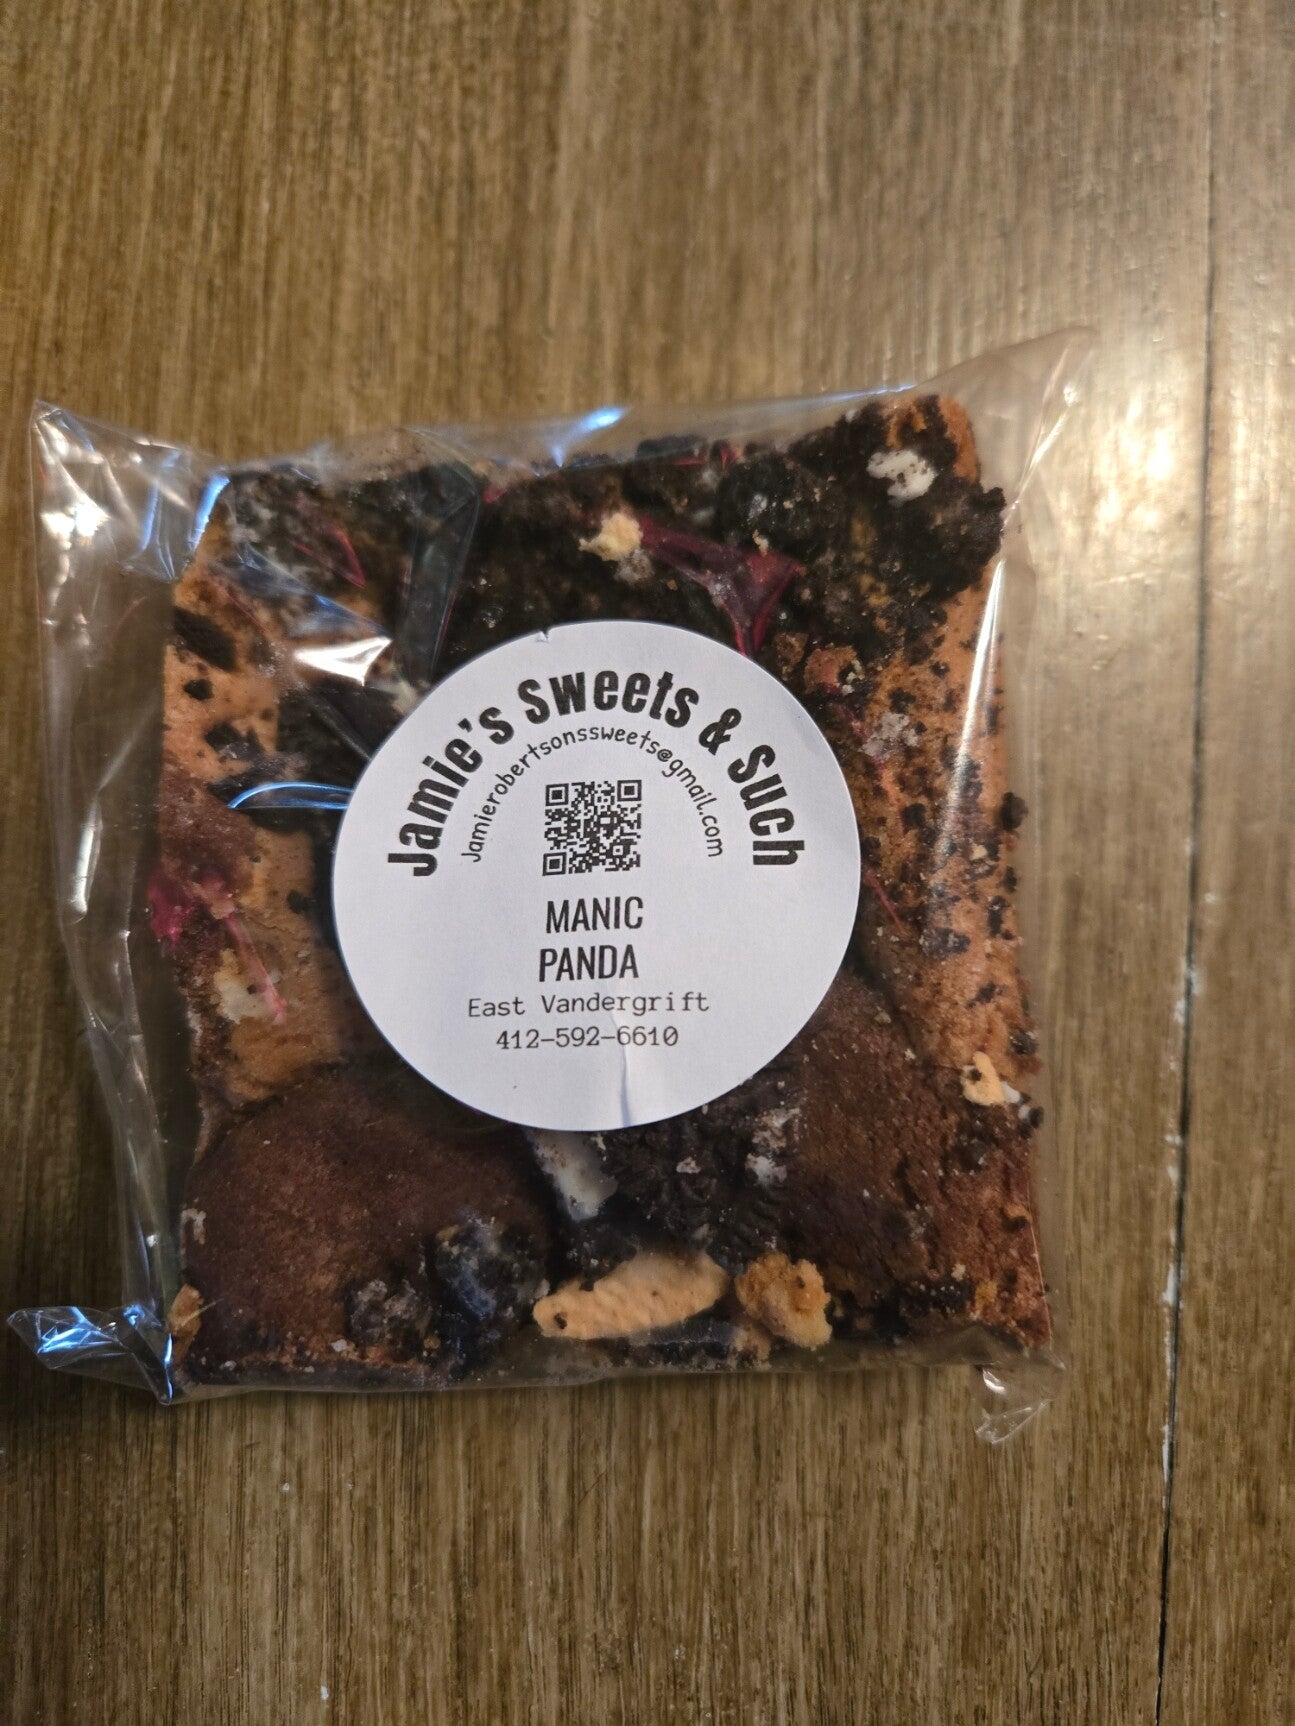 Jamie's Sweets & Such
Jamierobertsonssweets@gmail.com
MANIC
PANDA
East Vandergrift
412-592-6610